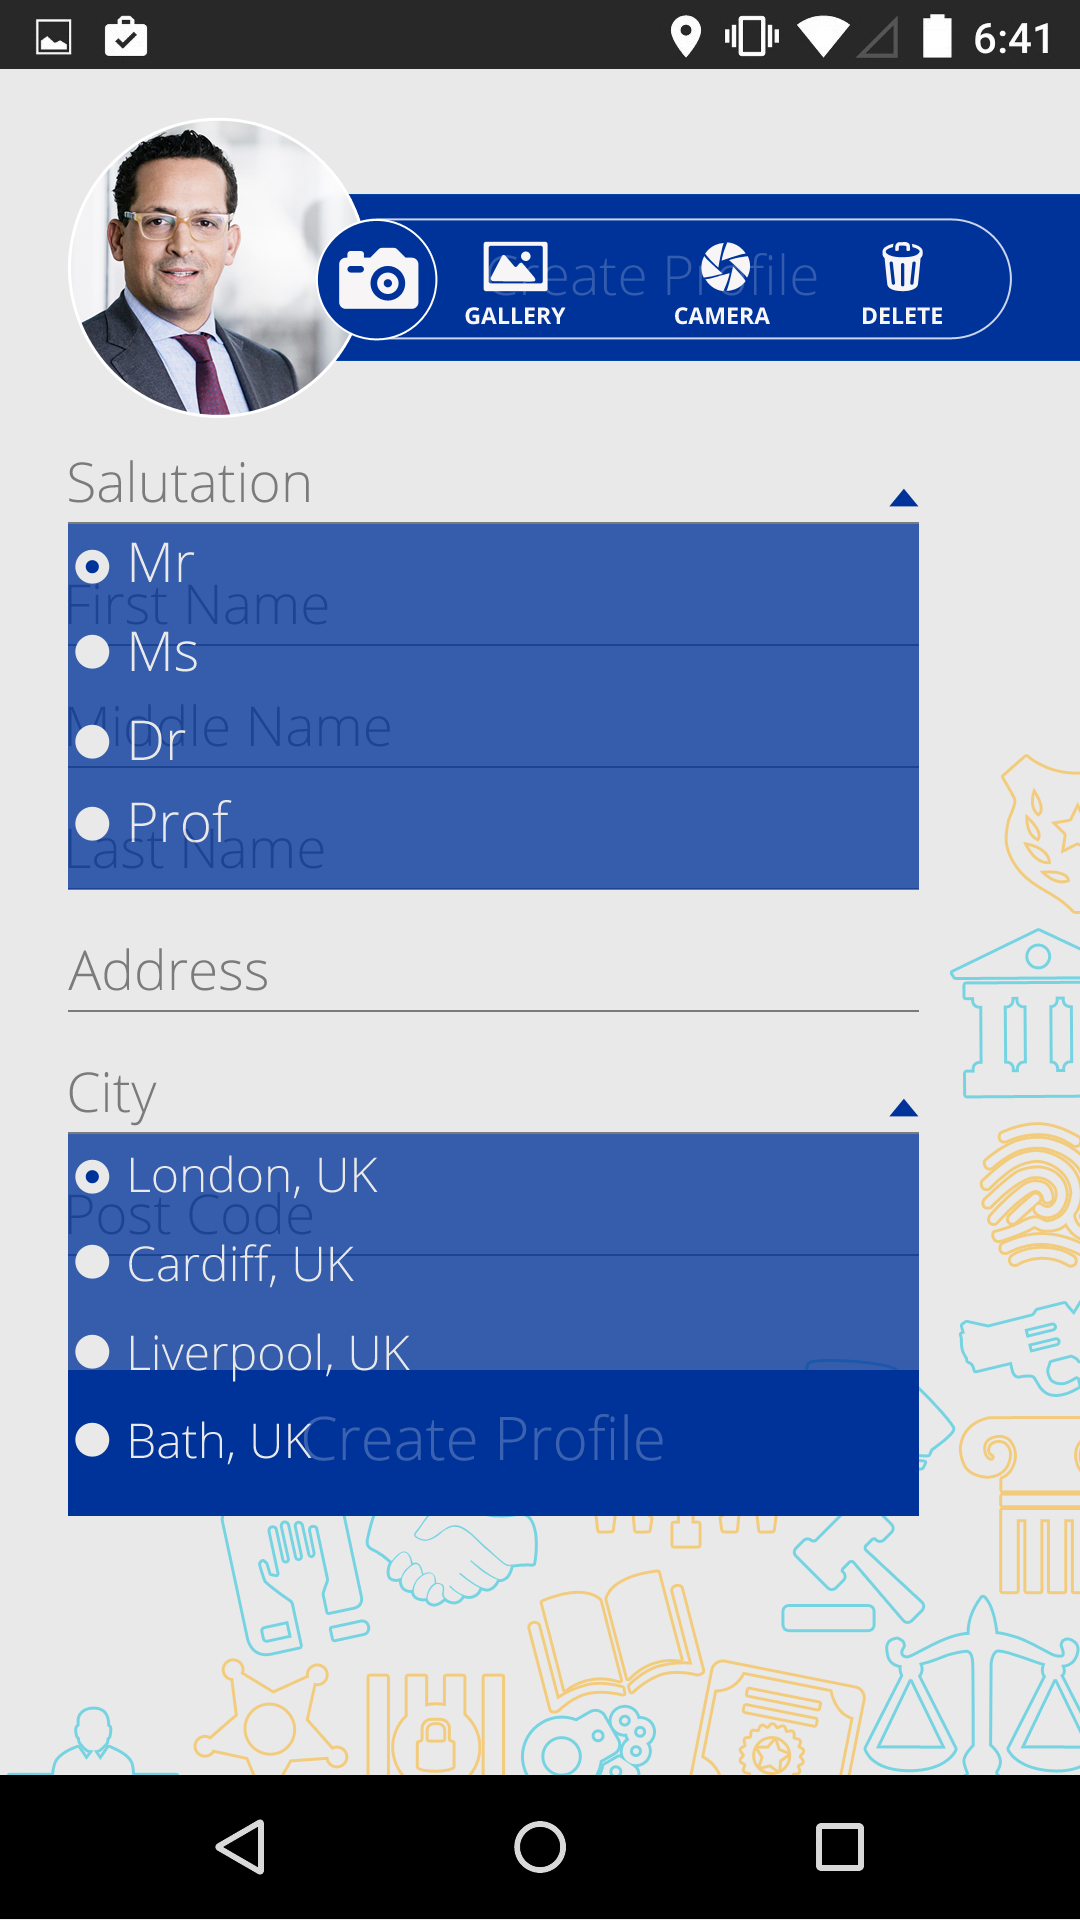 6:41
Create Profile
GALLERY CAMERA DELETE
Salutation
Mr
First Name
Ms
Middle Name
Dr
Prof
Last Name
Address
City
London, UK
Post Code
Cardiff, UK
Liverpool, UK
Bath, UK
Create Profile